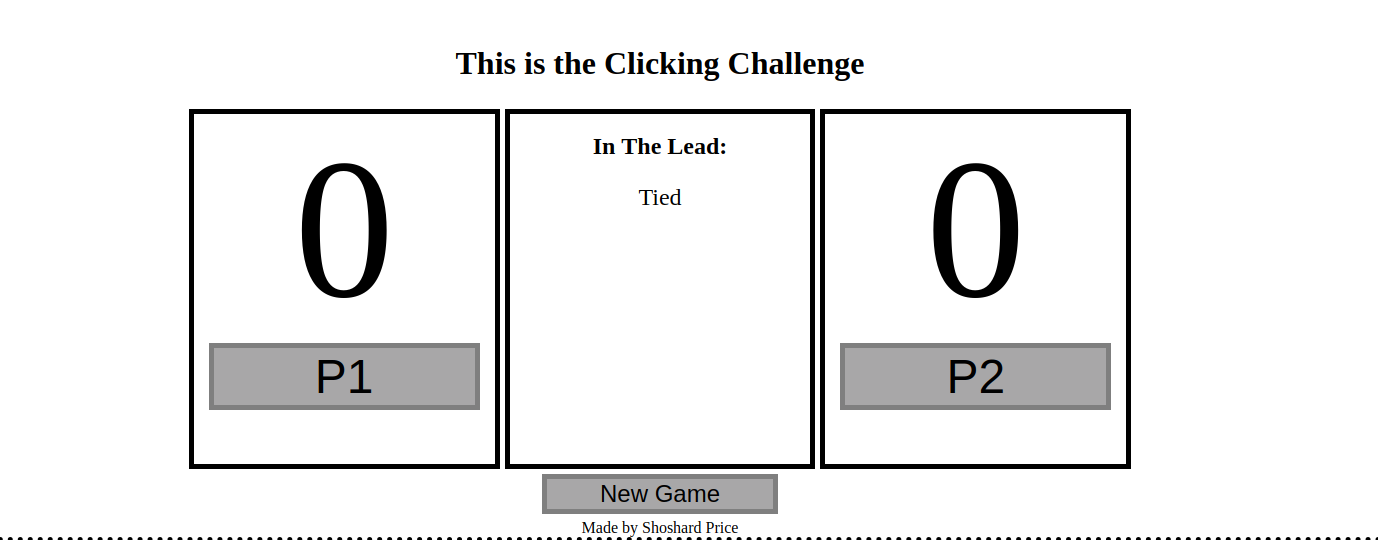 This is the Clicking Challenge
0
In The Lead:
Tied
0
P1
P2
New Game
Made by Shoshard Price